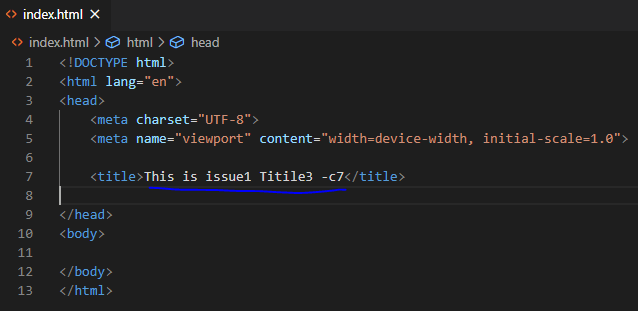 index.html
index.html > html > head
1 <!DOCTYPE html>
2 <html lang="en">
3 <head>
4     <meta charset="UTF-8">
5     <meta name="viewport" content="width=device-width, initial-scale=1.0">
6
7     <title>This is issue1 Titile3 -c7</title>
8
9 </head>
10 <body>
11
12 </body>
13 </html>